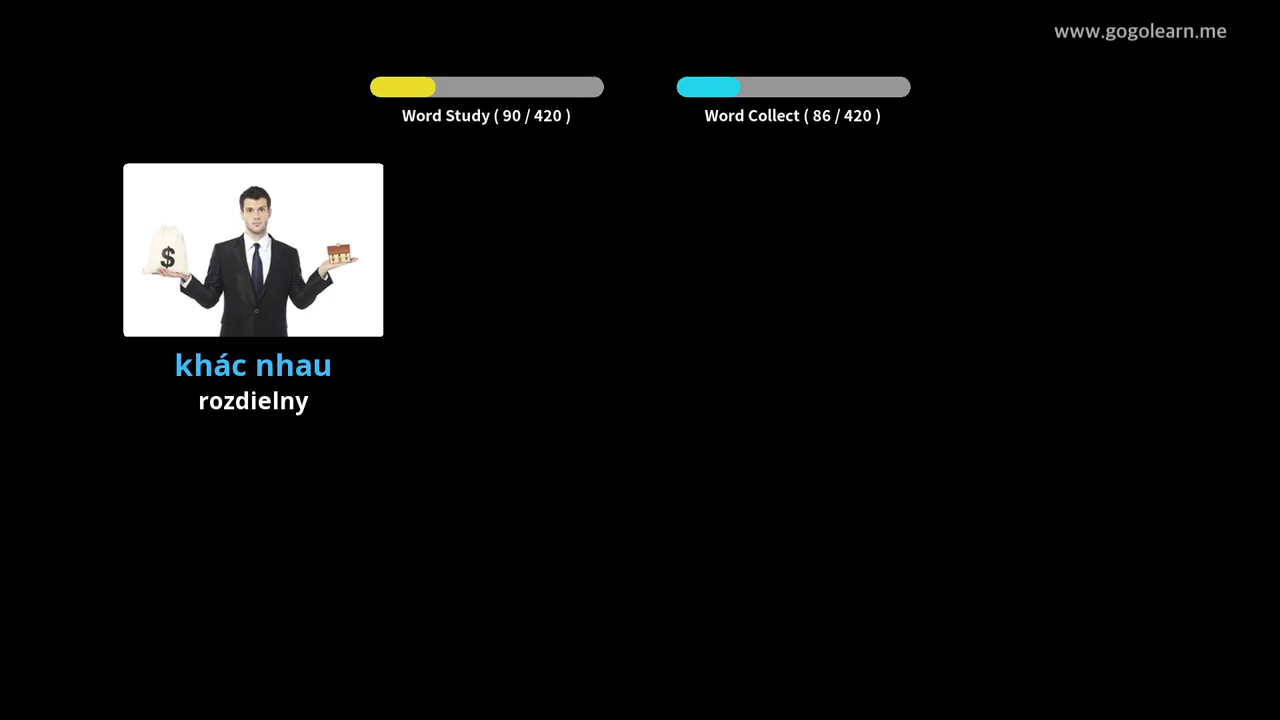 www.gogolearn.me
Word Study ( 90 / 420 )
Word Collect ( 86 / 420 )
$
khác nhau
rozdielny